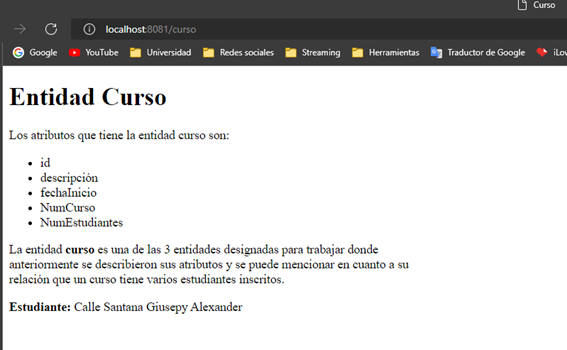 Curso
localhost:8081/curso
Google YouTube Universidad Redes sociales Streaming Herramientas Traductor de Google iLov
Entidad Curso
Los atributos que tiene la entidad curso son:
id
descripción
fechaInicio
NumCurso
NumEstudiantes
La entidad curso es una de las 3 entidades designadas para trabajar donde
anteriormente se describieron sus atributos y se puede mencionar en cuanto a su
relación que un curso tiene varios estudiantes inscritos.
Estudiante: Calle Santana Giusepy Alexander